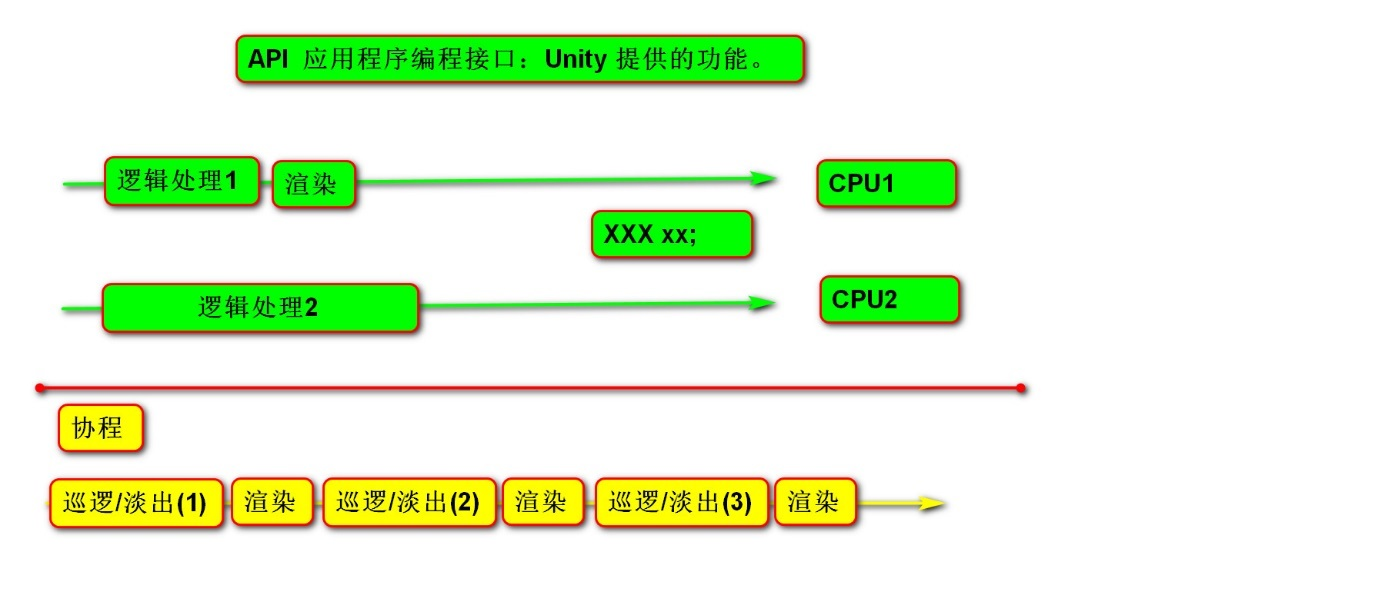 API 应用程序编程接口：Unity 提供的功能。
逻辑处理1 渲染 CPU1
XXX xx;
逻辑处理2 CPU2
协程
巡逻/淡出(1) 渲染 巡逻/淡出(2) 渲染 巡逻/淡出(3) 渲染